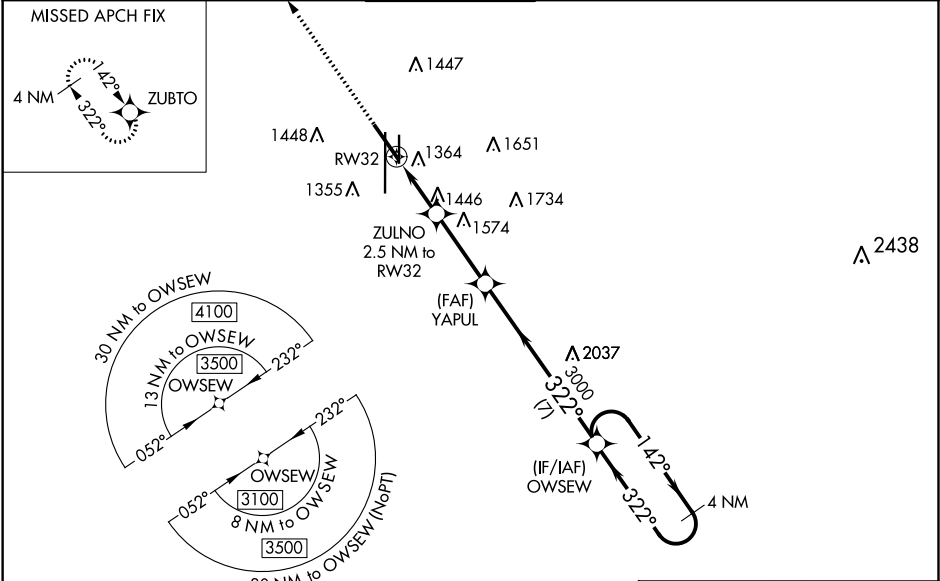 MISSED APCH FIX
142°
4 NM
322°
ZUBTO
1447
1448
RW32
1364
1651
1355
1446
1734
1574
ZULNO
2.5 NM to
RW32
2438
(FAF)
YAPUL
30 NM to OWSEW
4100
13 NM to OWSEW
3500
OWSEW
232°
052°
2037
3000
322°
(7)
232°
OWSEW
052°
3100
8 NM to OWSEW
3500
30 NM to OWSEW (NoPT)
(IF/IAF)
OWSEW
142°
322°
4 NM